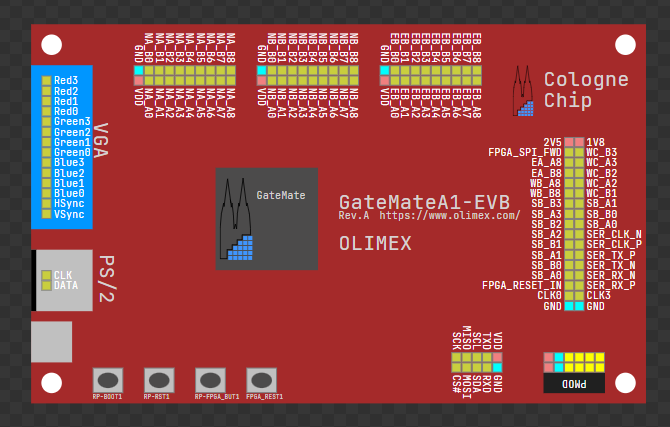 GND NA_B0 NA_B1 NA_B2 NA_B3 NA_B4 NA_B5 NA_B6 NA_B7 NA_B8
VDD NA_A0 NA_A1 NA_A2 NA_A3 NA_A4 NA_A5 NA_A6 NA_A7 NA_A8
GND NB_B0 NB_B1 NB_B2 NB_B3 NB_B4 NB_B5 NB_B6 NB_B7 NB_B8
VDD NB_A0 NB_A1 NB_A2 NB_A3 NB_A4 NB_A5 NB_A6 NB_A7 NB_A8
GND EB_B0 EB_B1 EB_B2 EB_B3 EB_B4 EB_B5 EB_B6 EB_B7 EB_B8
VDD EB_A0 EB_A1 EB_A2 EB_A3 EB_A4 EB_A5 EB_A6 EB_A7 EB_A8
Cologne
Chip
Red3
Red2
Red1
Red0
Green3
Green2
Green1
Green0
Blue3
Blue2
Blue1
Blue0
HSync
VSync
VGA
GateMate
GateMateA1-EVB
Rev.A https://www.olimex.com/
OLIMEX
2V5 1V8
FPGA_SPI_FWD WC_B3
EA_A8 WC_A3
EA_B8 WC_B2
WB_A8 WC_A2
WB_B8 WC_B1
SB_B3 SB_A1
SB_A3 SB_B0
SB_B2 SB_A0
SB_A2 SER_CLK_N
SB_B1 SER_CLK_P
SB_A1 SER_TX_P
SB_B0 SER_TX_N
SB_A0 SER_RX_N
FPGA_RESET_IN SER_RX_P
CLK0 CLK3
GND GND
CLK
DATA
PS/2
SCK MISO SCL TXD VDD
CS# MOSI SDA RXD GND
PMOD
RP-BOOT1
RP-RST1
RP-FPGA_BUT1
FPGA_REST1